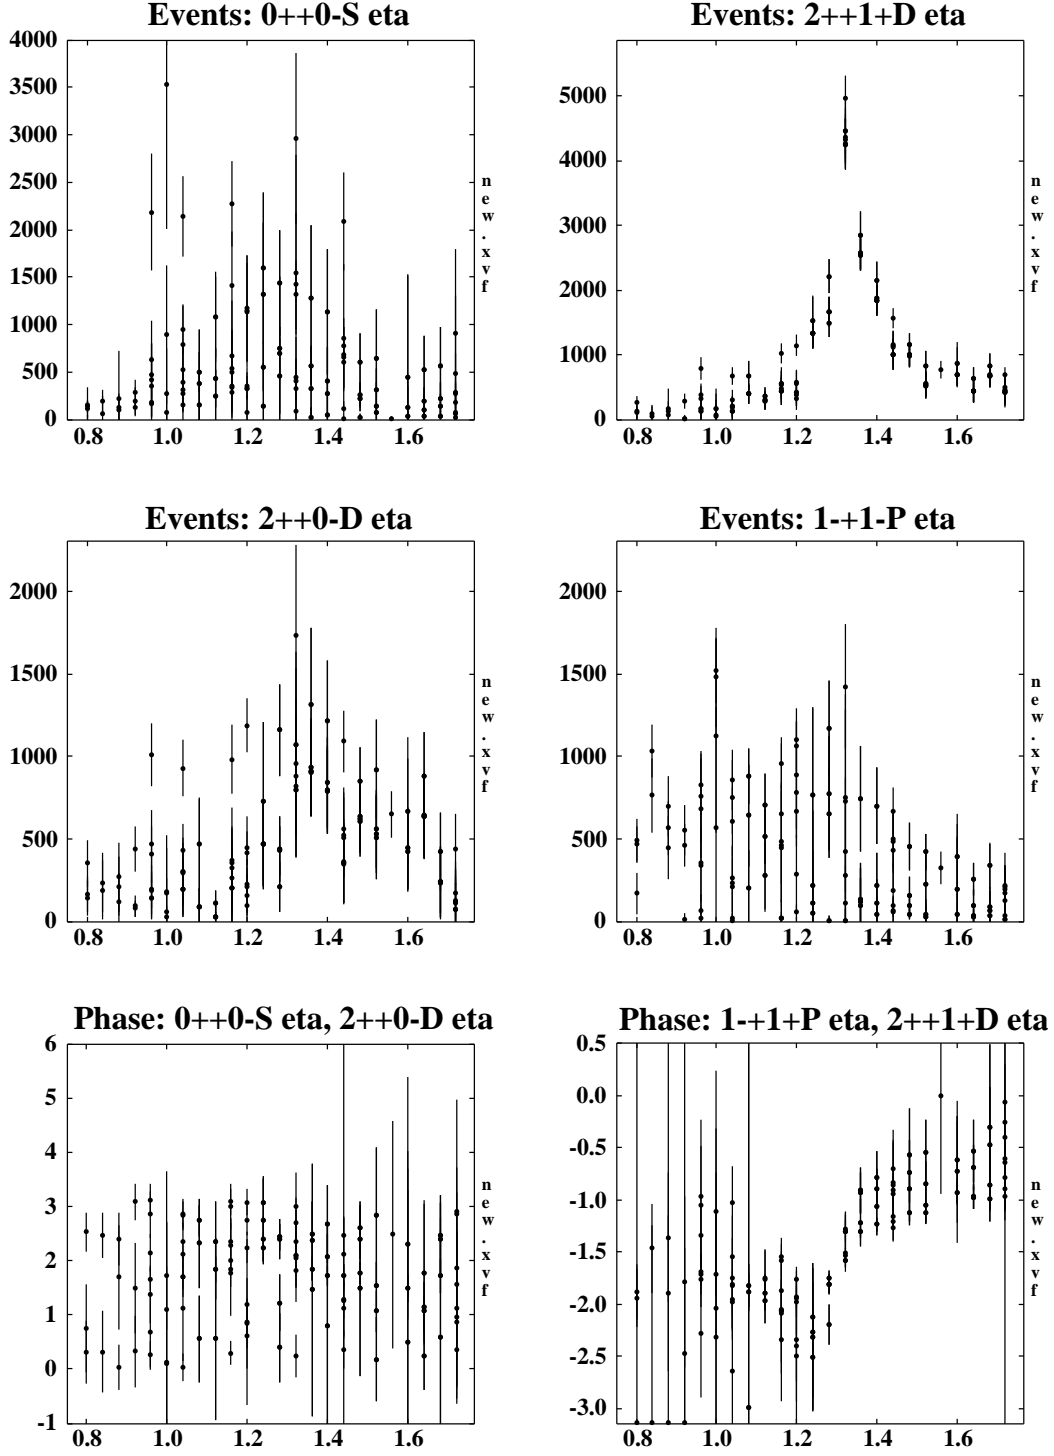 Events: 0++0-S eta
4000
3500
3000
2500
2000
1500
1000
500
0
0.8 1.0 1.2 1.4 1.6
new.xvf
Events: 2++1+D eta
5000
4000
3000
2000
1000
0
0.8 1.0 1.2 1.4 1.6
new.xvf
Events: 2++0-D eta
2000
1500
1000
500
0
0.8 1.0 1.2 1.4 1.6
new.xvf
Events: 1-+1-P eta
2000
1500
1000
500
0
0.8 1.0 1.2 1.4 1.6
new.xvf
Phase: 0++0-S eta, 2++0-D eta
6
5
4
3
2
1
0
-1
0.8 1.0 1.2 1.4 1.6
new.xvf
Phase: 1-+1+P eta, 2++1+D eta
0.5
0.0
-0.5
-1.0
-1.5
-2.0
-2.5
-3.0
0.8 1.0 1.2 1.4 1.6
new.xvf